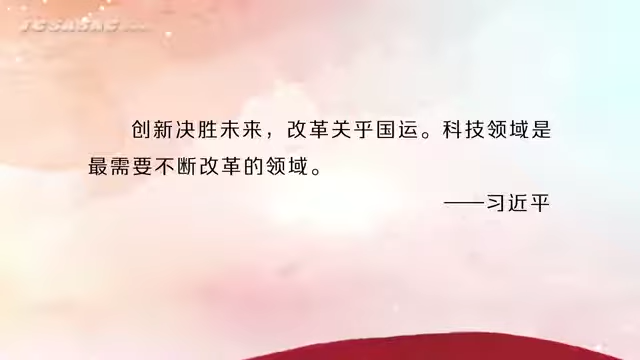 创新决胜未来，改革关乎国运。科技领域是
最需要不断改革的领域。
——习近平